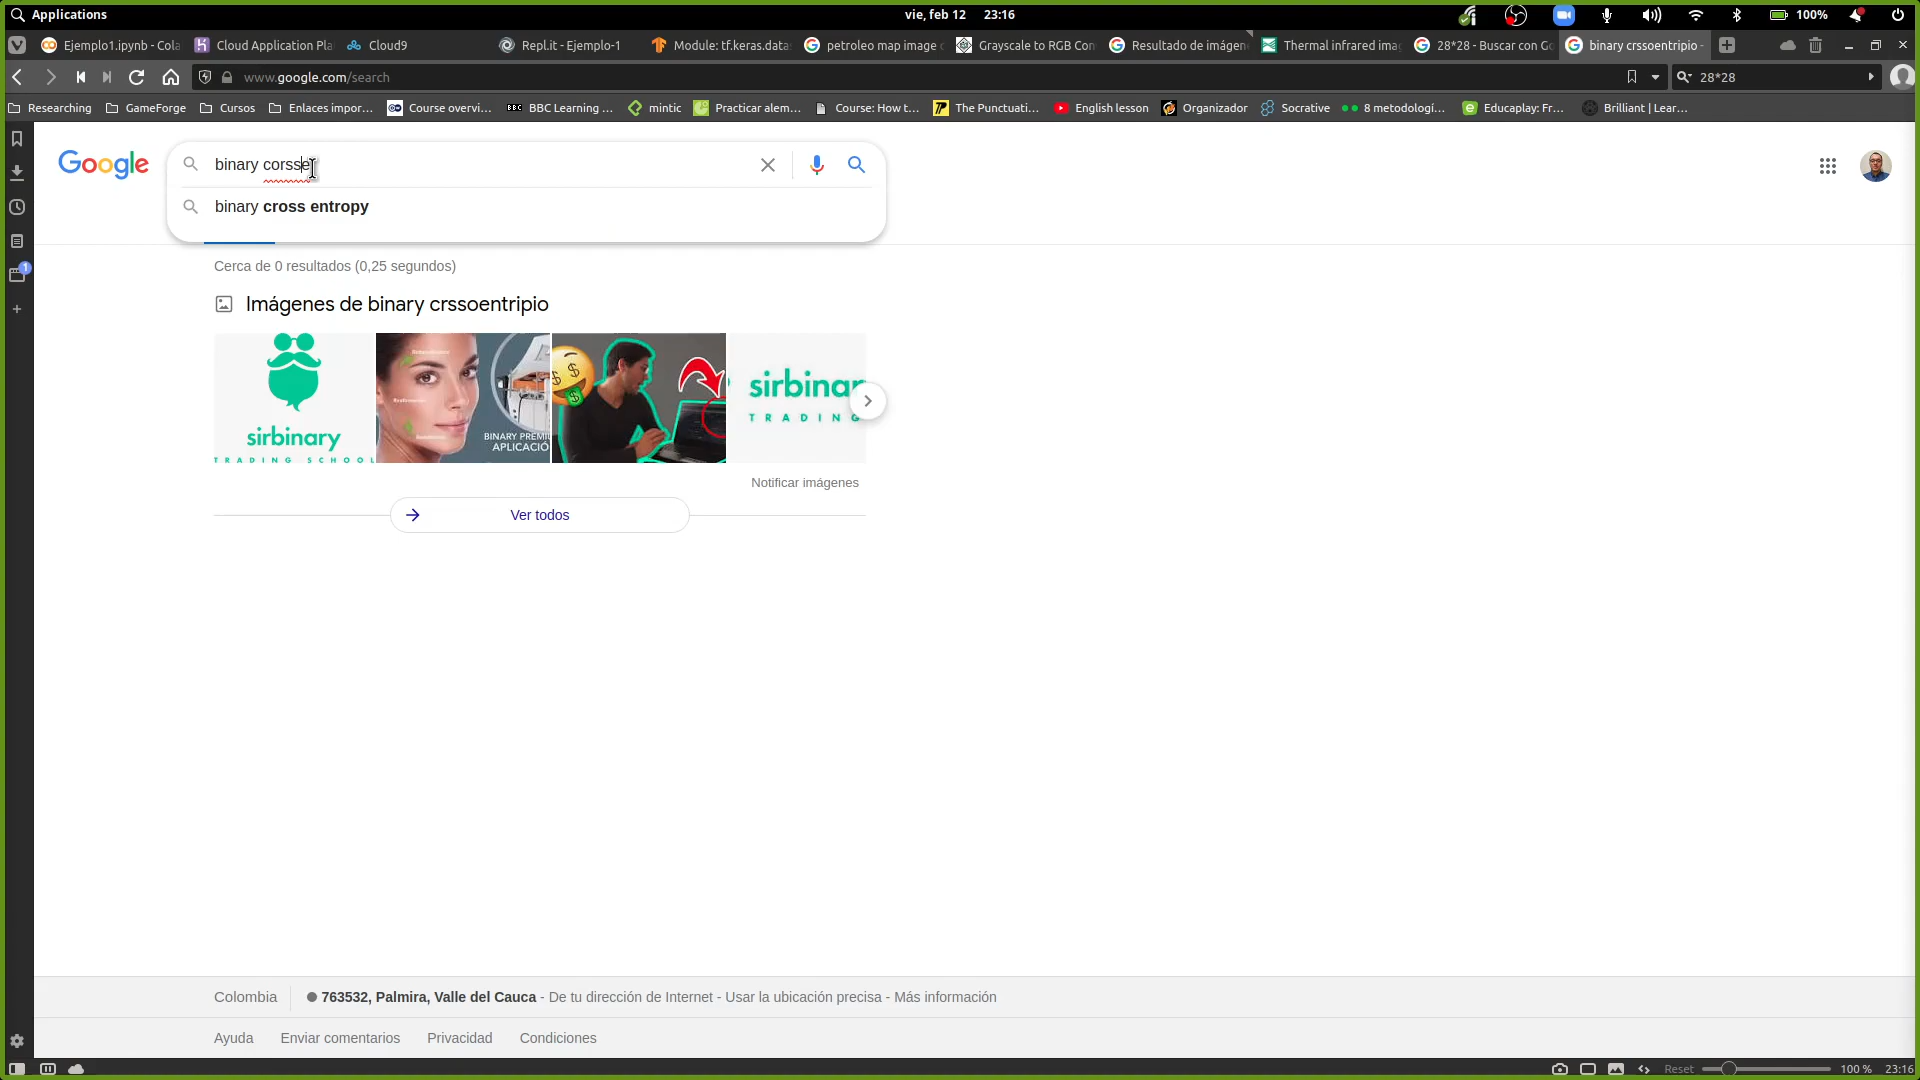 Applications
vie, feb 12 23:16
100%
Ejemplo1.ipynb - Cola
Cloud Application Pla
Cloud9
Repl.it - Ejemplo-1
Module: tf.keras.datas
petroleo map image c
Grayscale to RGB Con
Resultado de imágen
Thermal infrared ima
28*28 - Buscar con Go
binary crssoentripio -
www.google.com/search
28*28
Researching
GameForge
Cursos
Enlaces impor...
Course overvi...
BBC BBC Learning ...
mintic
Practicar alem...
Course: How t...
The Punctuati...
English lesson
Organizador
Socrative
8 metodologí...
Educaplay: Fr...
Brilliant | Lear...
Google
binary corsse
binary cross entropy
1
Cerca de 0 resultados (0,25 segundos)
Imágenes de binary crssoentripio
sirbinary
TRADING SCHOOL
BINARY PREMI
APLICACIÓ
sirbinar
TRADING
Notificar imágenes
Ver todos
Colombia
763532, Palmira, Valle del Cauca - De tu dirección de Internet - Usar la ubicación precisa - Más información
Ayuda
Enviar comentarios
Privacidad
Condiciones
Reset
100 %
23:16